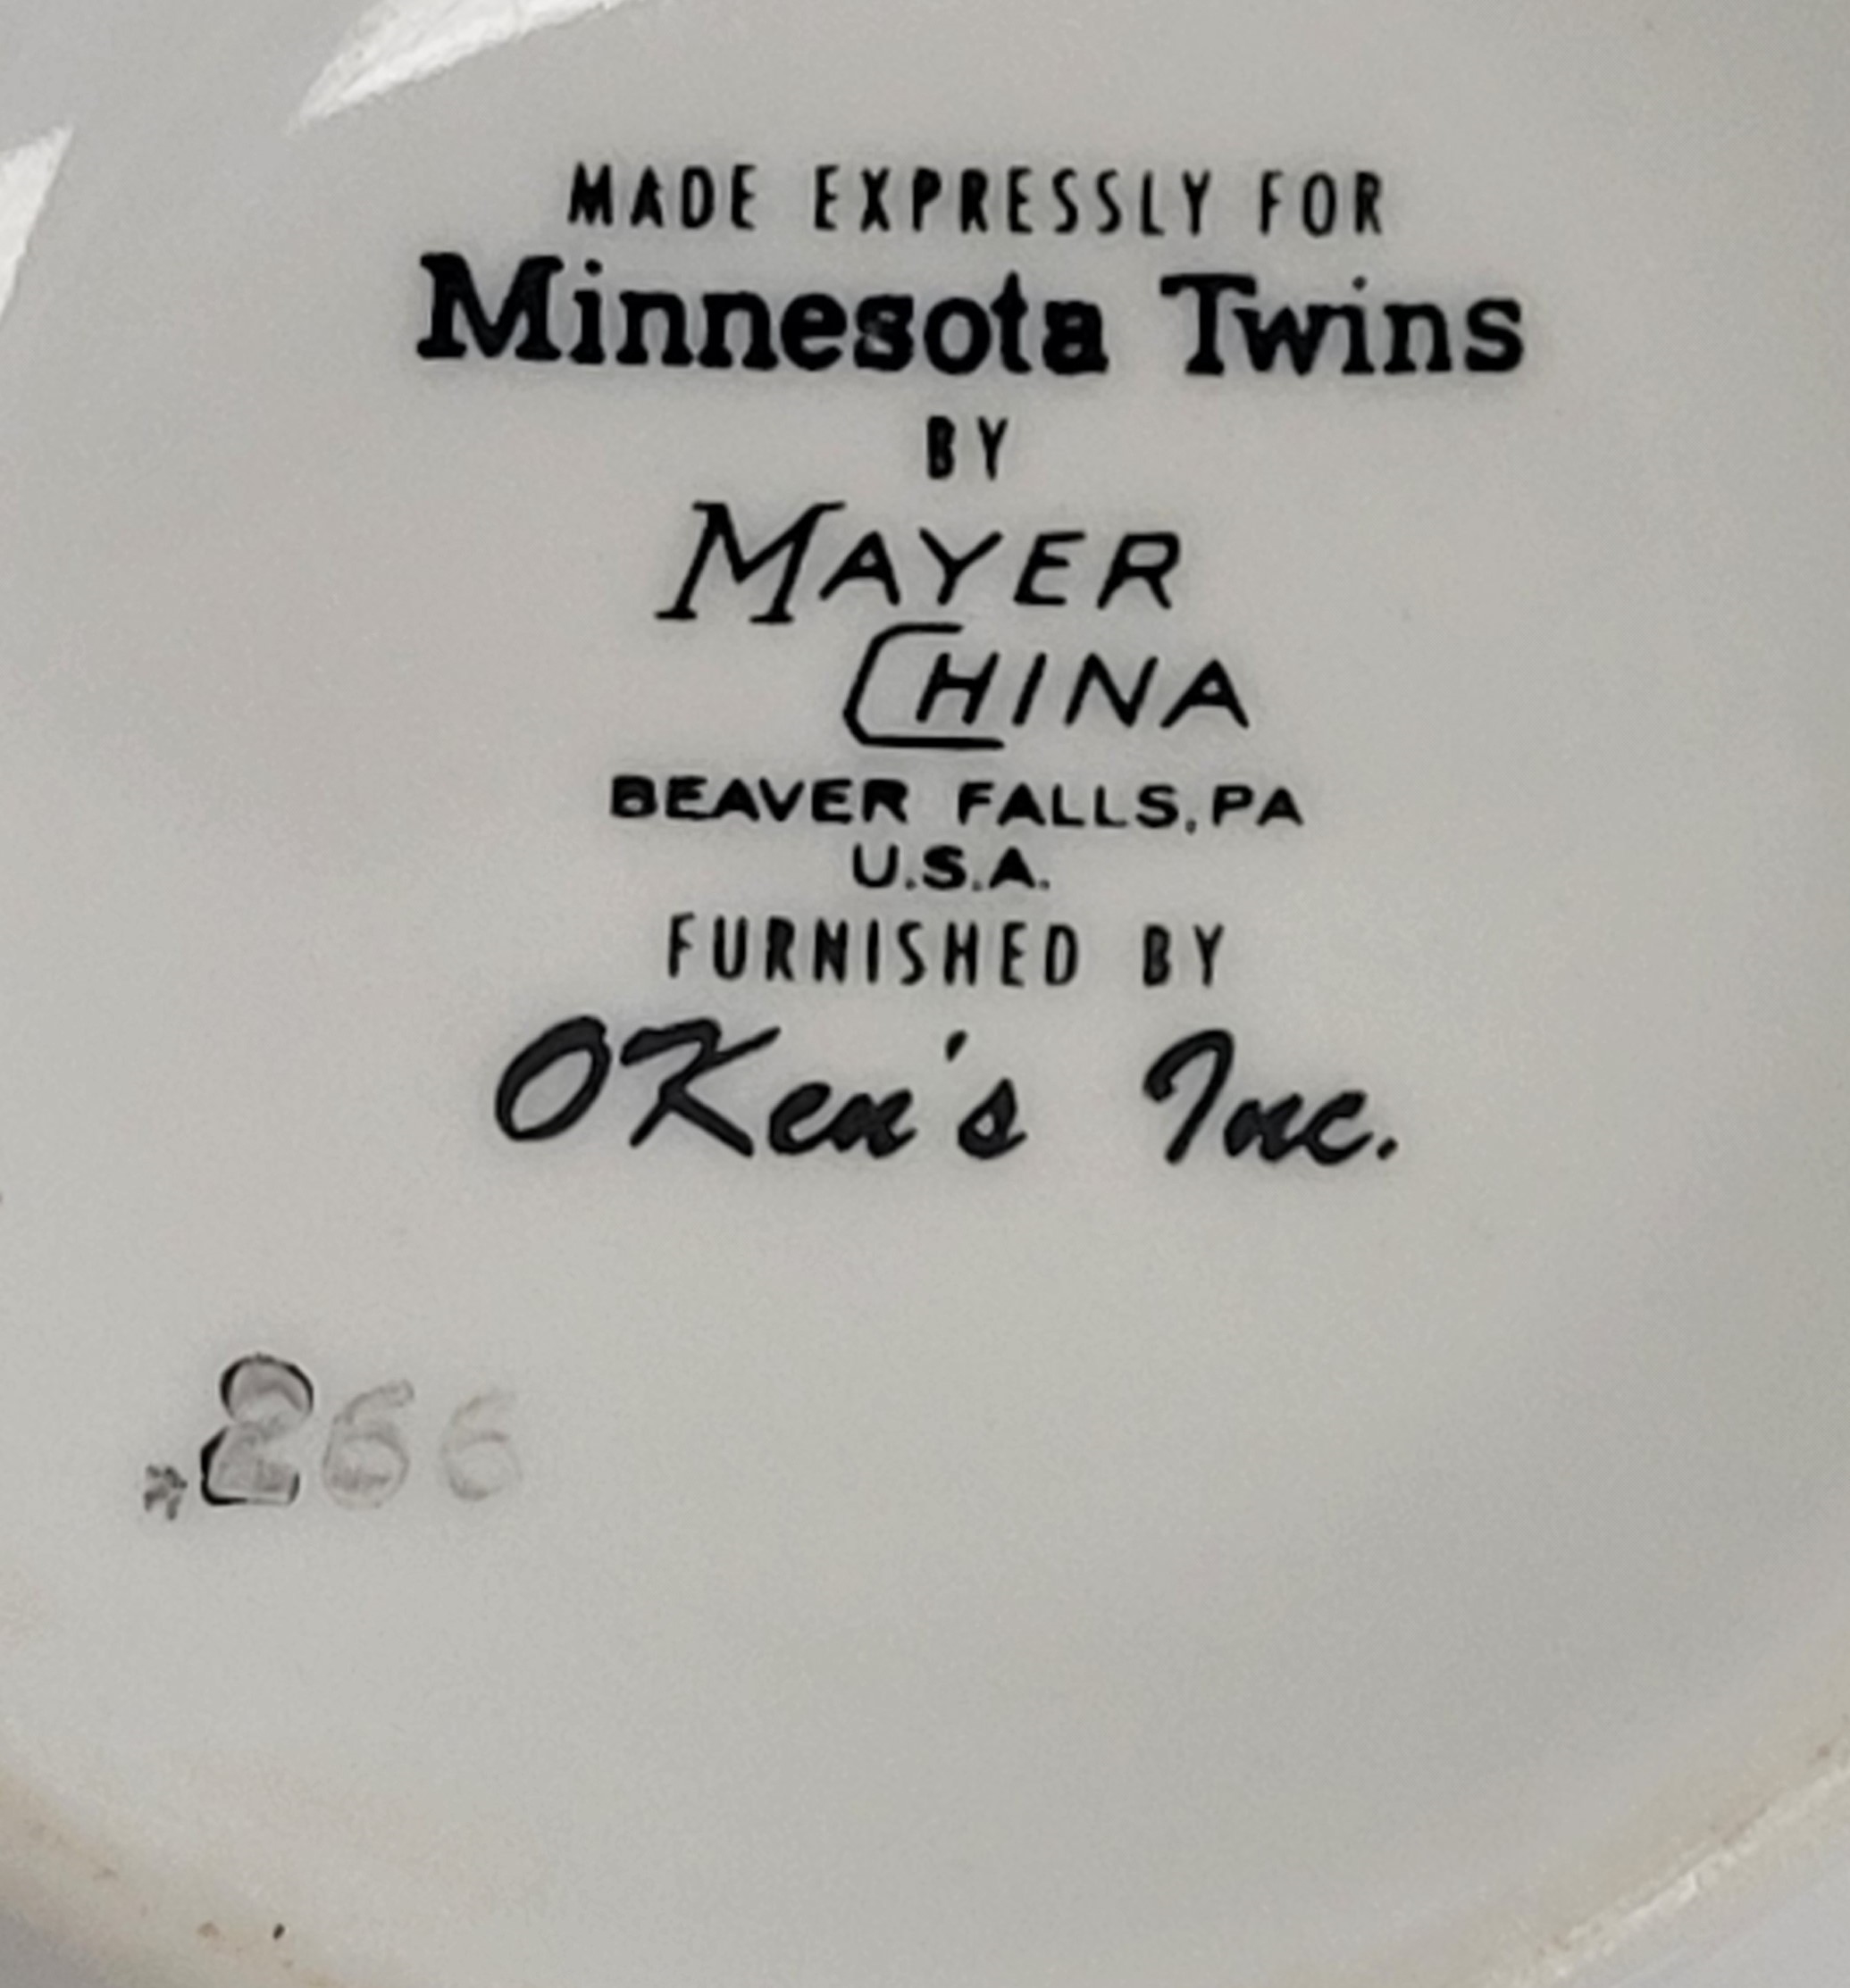 MADE EXPRESSLY FOR
Minnesota Twins
BY
MAYER
CHINA
BEAVER FALLS, PA
U.S.A.
FURNISHED BY
OKen's Inc.
266